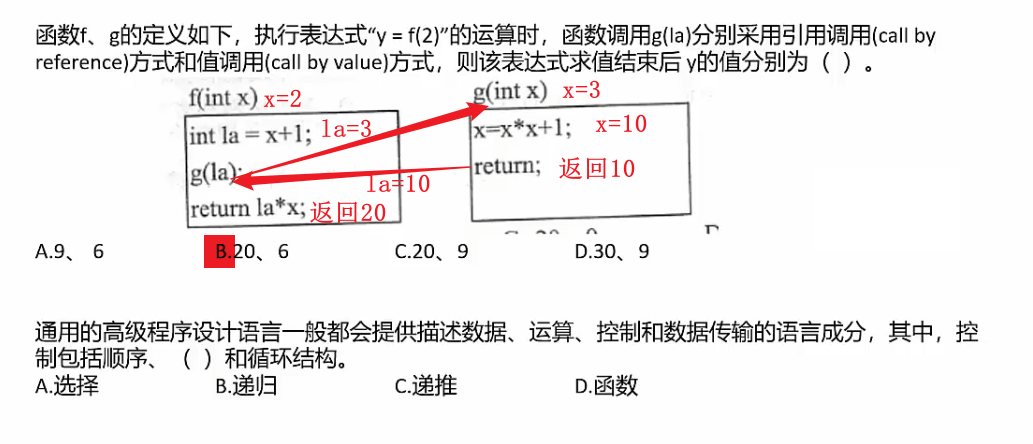 函数f、g的定义如下，执行表达式“y = f(2)”的运算时，函数调用g(la)分别采用引用调用(call by
reference)方式和值调用(call by value)方式，则该表达式求值结束后 y的值分别为（ ）。
f(int x) x=2
g(int x) x=3
int la = x+1; la=3
x=x*x+1; x=10
g(la);
la=10
return; 返回10
return la*x; 返回20
A.9、 6 B.20、6 C.20、9 D.30、9
通用的高级程序设计语言一般都会提供描述数据、运算、控制和数据传输的语言成分，其中，控
制包括顺序、（ ）和循环结构。
A.选择 B.递归 C.递推 D.函数